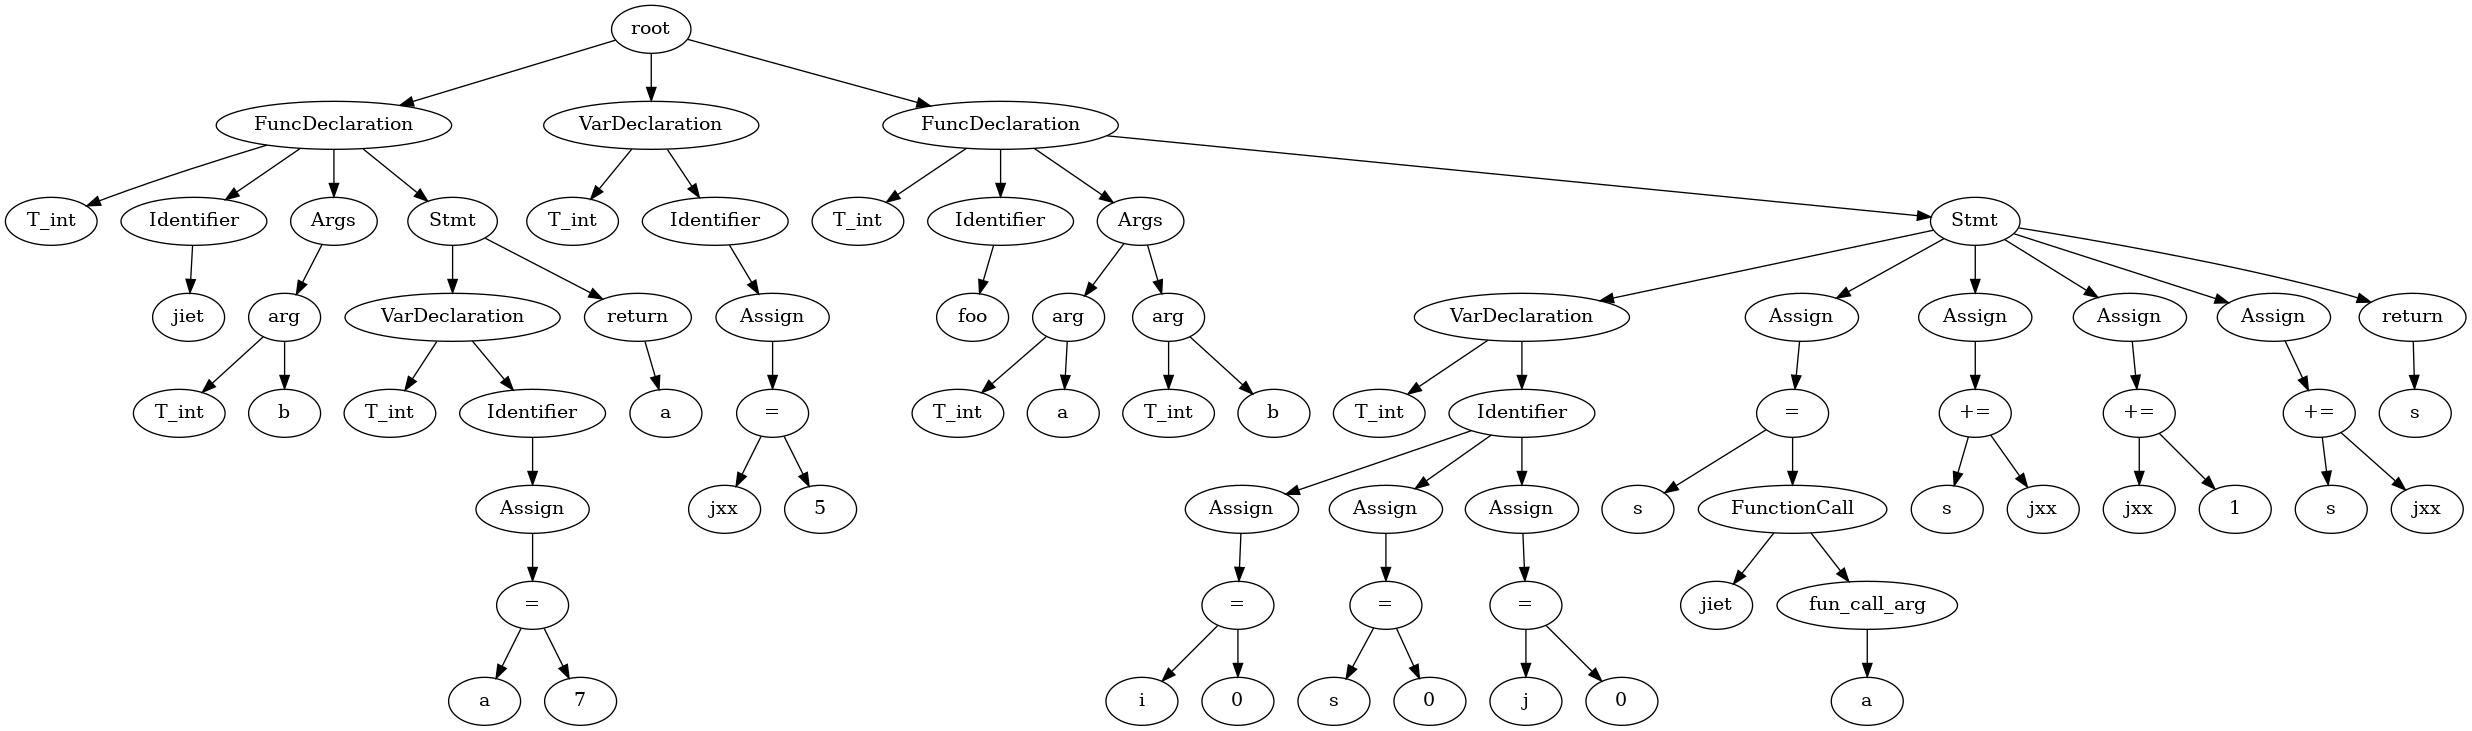 root
FuncDeclaration VarDeclaration FuncDeclaration
T_int Identifier Args Stmt T_int Identifier T_int Identifier Args Stmt
jiet arg VarDeclaration return Assign foo arg arg VarDeclaration Assign Assign Assign Assign return
T_int b T_int Identifier a = T_int a T_int b T_int Identifier = += += += s
Assign jxx 5 Assign Assign Assign s FunctionCall s jxx jxx 1 s jxx
= = = = jiet fun_call_arg
a 7 i 0 s 0 j 0 a